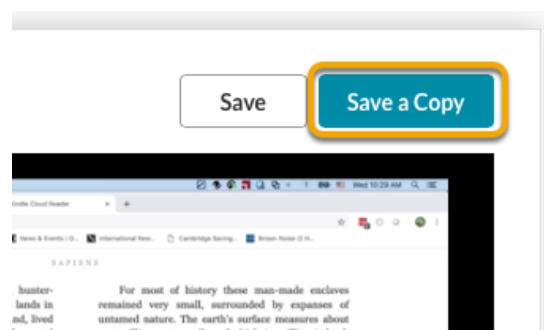 Save
Save a Copy
Wed 10:29 AM
Kindle Cloud Reader
News & Events | O...
International New...
Cambridge Saving...
Brown Noise (1 H...
SAPIENS
hunter-
lands in
nd, lived
For most of history these man-made enclaves
remained very small, surrounded by expanses of
untamed nature. The earth's surface measures about